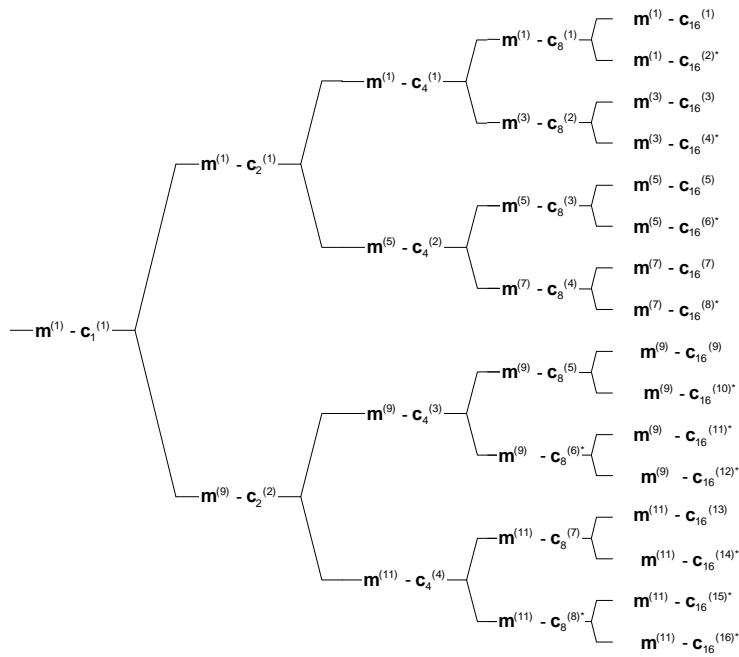 m(1) - c16(1)
m(1) - c8(1)
m(1) - c16(2)*
m(1) - c4(1)
m(3) - c16(3)
m(3) - c8(2)
m(3) - c16(4)*
m(1) - c2(1)
m(5) - c16(5)
m(5) - c8(3)
m(5) - c16(6)*
m(5) - c4(2)
m(7) - c16(7)
m(7) - c8(4)
m(7) - c16(8)*
m(1) - c1(1)
m(9) - c16(9)
m(9) - c8(5)
m(9) - c16(10)*
m(9) - c4(3)
m(9) - c16(11)*
m(9) - c8(6)*
m(9) - c16(12)*
m(9) - c2(2)
m(11) - c16(13)
m(11) - c8(7)
m(11) - c16(14)*
m(11) - c4(4)
m(11) - c16(15)*
m(11) - c8(8)*
m(11) - c16(16)*